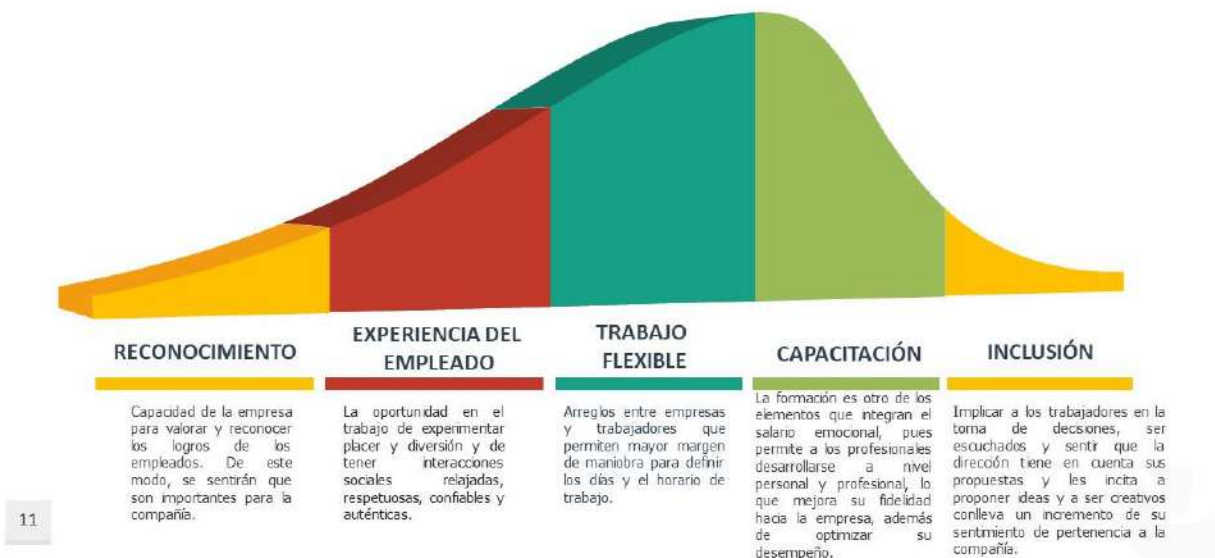 RECONOCIMIENTO
Capacidad de la empresa
para valorar y reconocer
los logros de los
empleados. De este
modo, se sentirán que
son importantes para la
compañía.
EXPERIENCIA DEL
EMPLEADO
La oportunidad en el
trabajo de experimentar
placer y diversión y de
tener interacciones
sociales relajadas,
respetuosas, confiables y
auténticas.
TRABAJO
FLEXIBLE
Arreglos entre empresas
y trabajadores que
permiten mayor margen
de maniobra para definir
los días y el horario de
trabajo.
CAPACITACIÓN
La formación es otro de los
elementos que integran el
salario emocional, pues
permite a los profesionales
desarrollarse a nivel
personal y profesional, lo
que mejora su fidelidad
hacia la empresa, además
de optimizar su
desempeño.
INCLUSIÓN
Implicar a los trabajadores en la
toma de decisiones, ser
escuchados y sentir que la
dirección tiene en cuenta sus
propuestas y les incita a
proponer ideas y a ser creativos
conlleva un incremento de su
sentimiento de pertenencia a la
compañía.
11